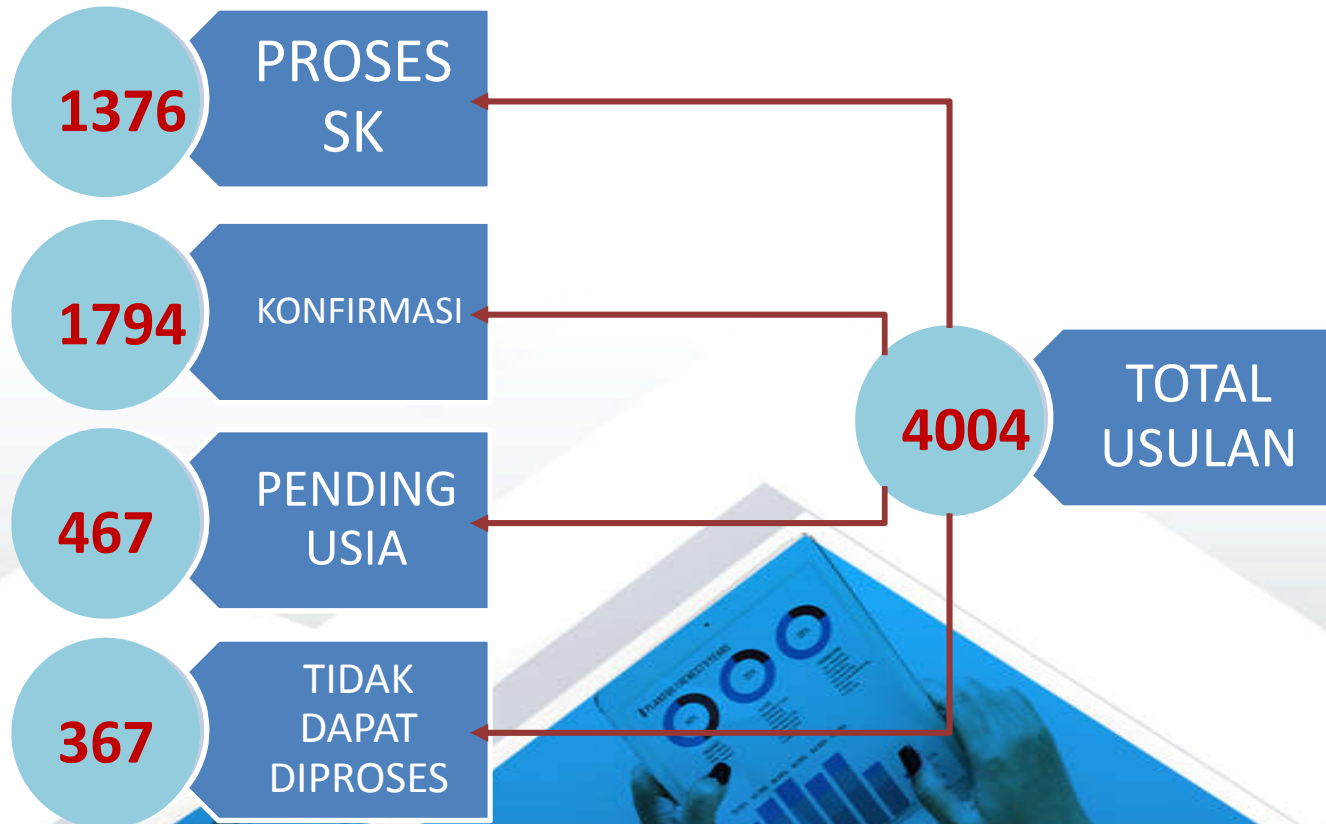 1376
PROSES
SK
1794
KONFIRMASI
467
PENDING
USIA
367
TIDAK
DAPAT
DIPROSES
4004
TOTAL
USULAN